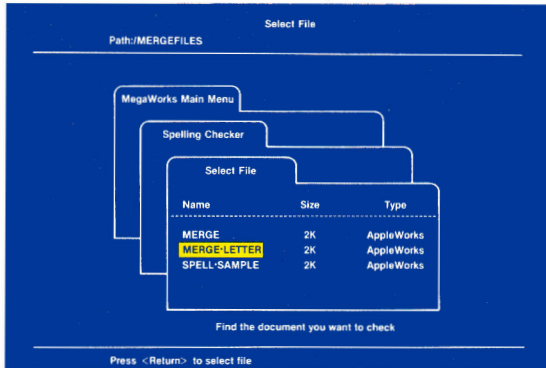 Select File
Path:/MERGEFILES
MegaWorks Main Menu
Spelling Checker
Select File
Name Size Type
MERGE 2K AppleWorks
MERGE·LETTER 2K AppleWorks
SPELL·SAMPLE 2K AppleWorks
Find the document you want to check
Press <Return> to select file